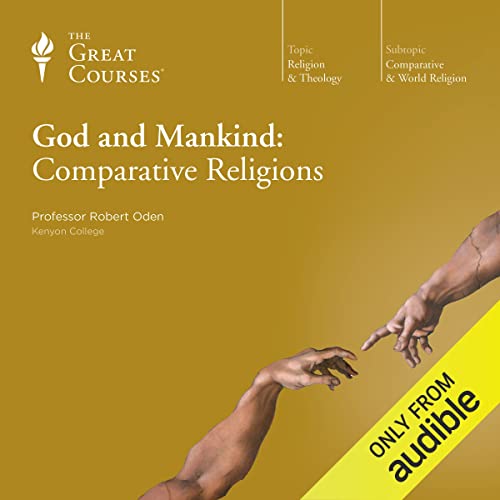 THE
GREAT
COURSES®
Topic
Religion
& Theology
Subtopic
Comparative
& World Religion
God and Mankind:
Comparative Religions
Professor Robert Oden
Kenyon College
ONLY FROM
audible